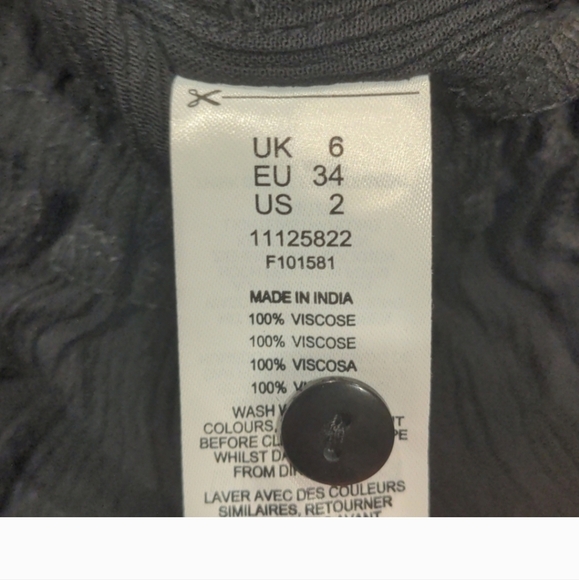 UK 6
EU 34
US 2
11125822
F101581
MADE IN INDIA
100% VISCOSE
100% VISCOSE
100% VISCOSA
100%
WASH
COLOURS,
BEFORE
WHILST
FROM
LAVER AVEC DES COULEURS
SIMILAIRES, RETOURNER